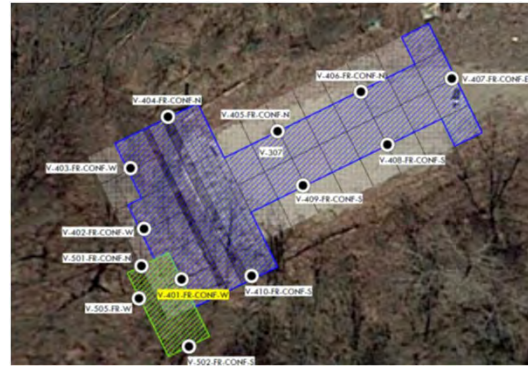 V-406-FR-CONF-N
V-407-FR-CONF-E
V-404-FR-CONF-N
V-405-FR-CONF-N
V-307
V-408-FR-CONF-S
V-403-FR-CONF-W
V-409-FR-CONF-S
V-402-FR-CONF-W
V-501-FR-CONF-N
V-401-FR-CONF-W
V-410-FR-CONF-S
V-505-FR-W
V-502-FR-CONF-S